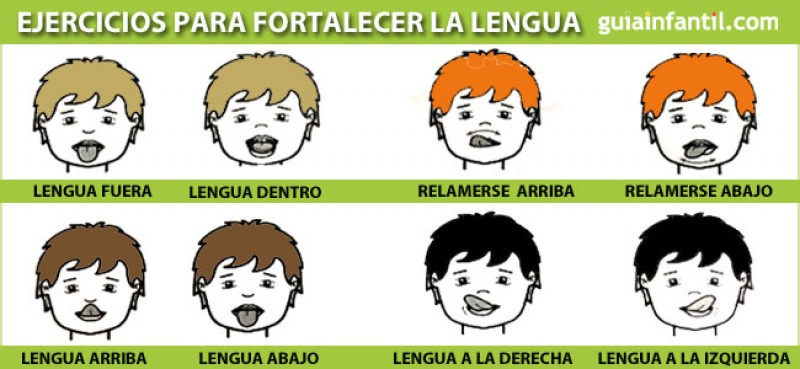 EJERCICIOS PARA FORTALECER LA LENGUA guiainfantil.com
LENGUA FUERA LENGUA DENTRO RELAMERSE ARRIBA RELAMERSE ABAJO
LENGUA ARRIBA LENGUA ABAJO LENGUA A LA DERECHA LENGUA A LA IZQUIERDA